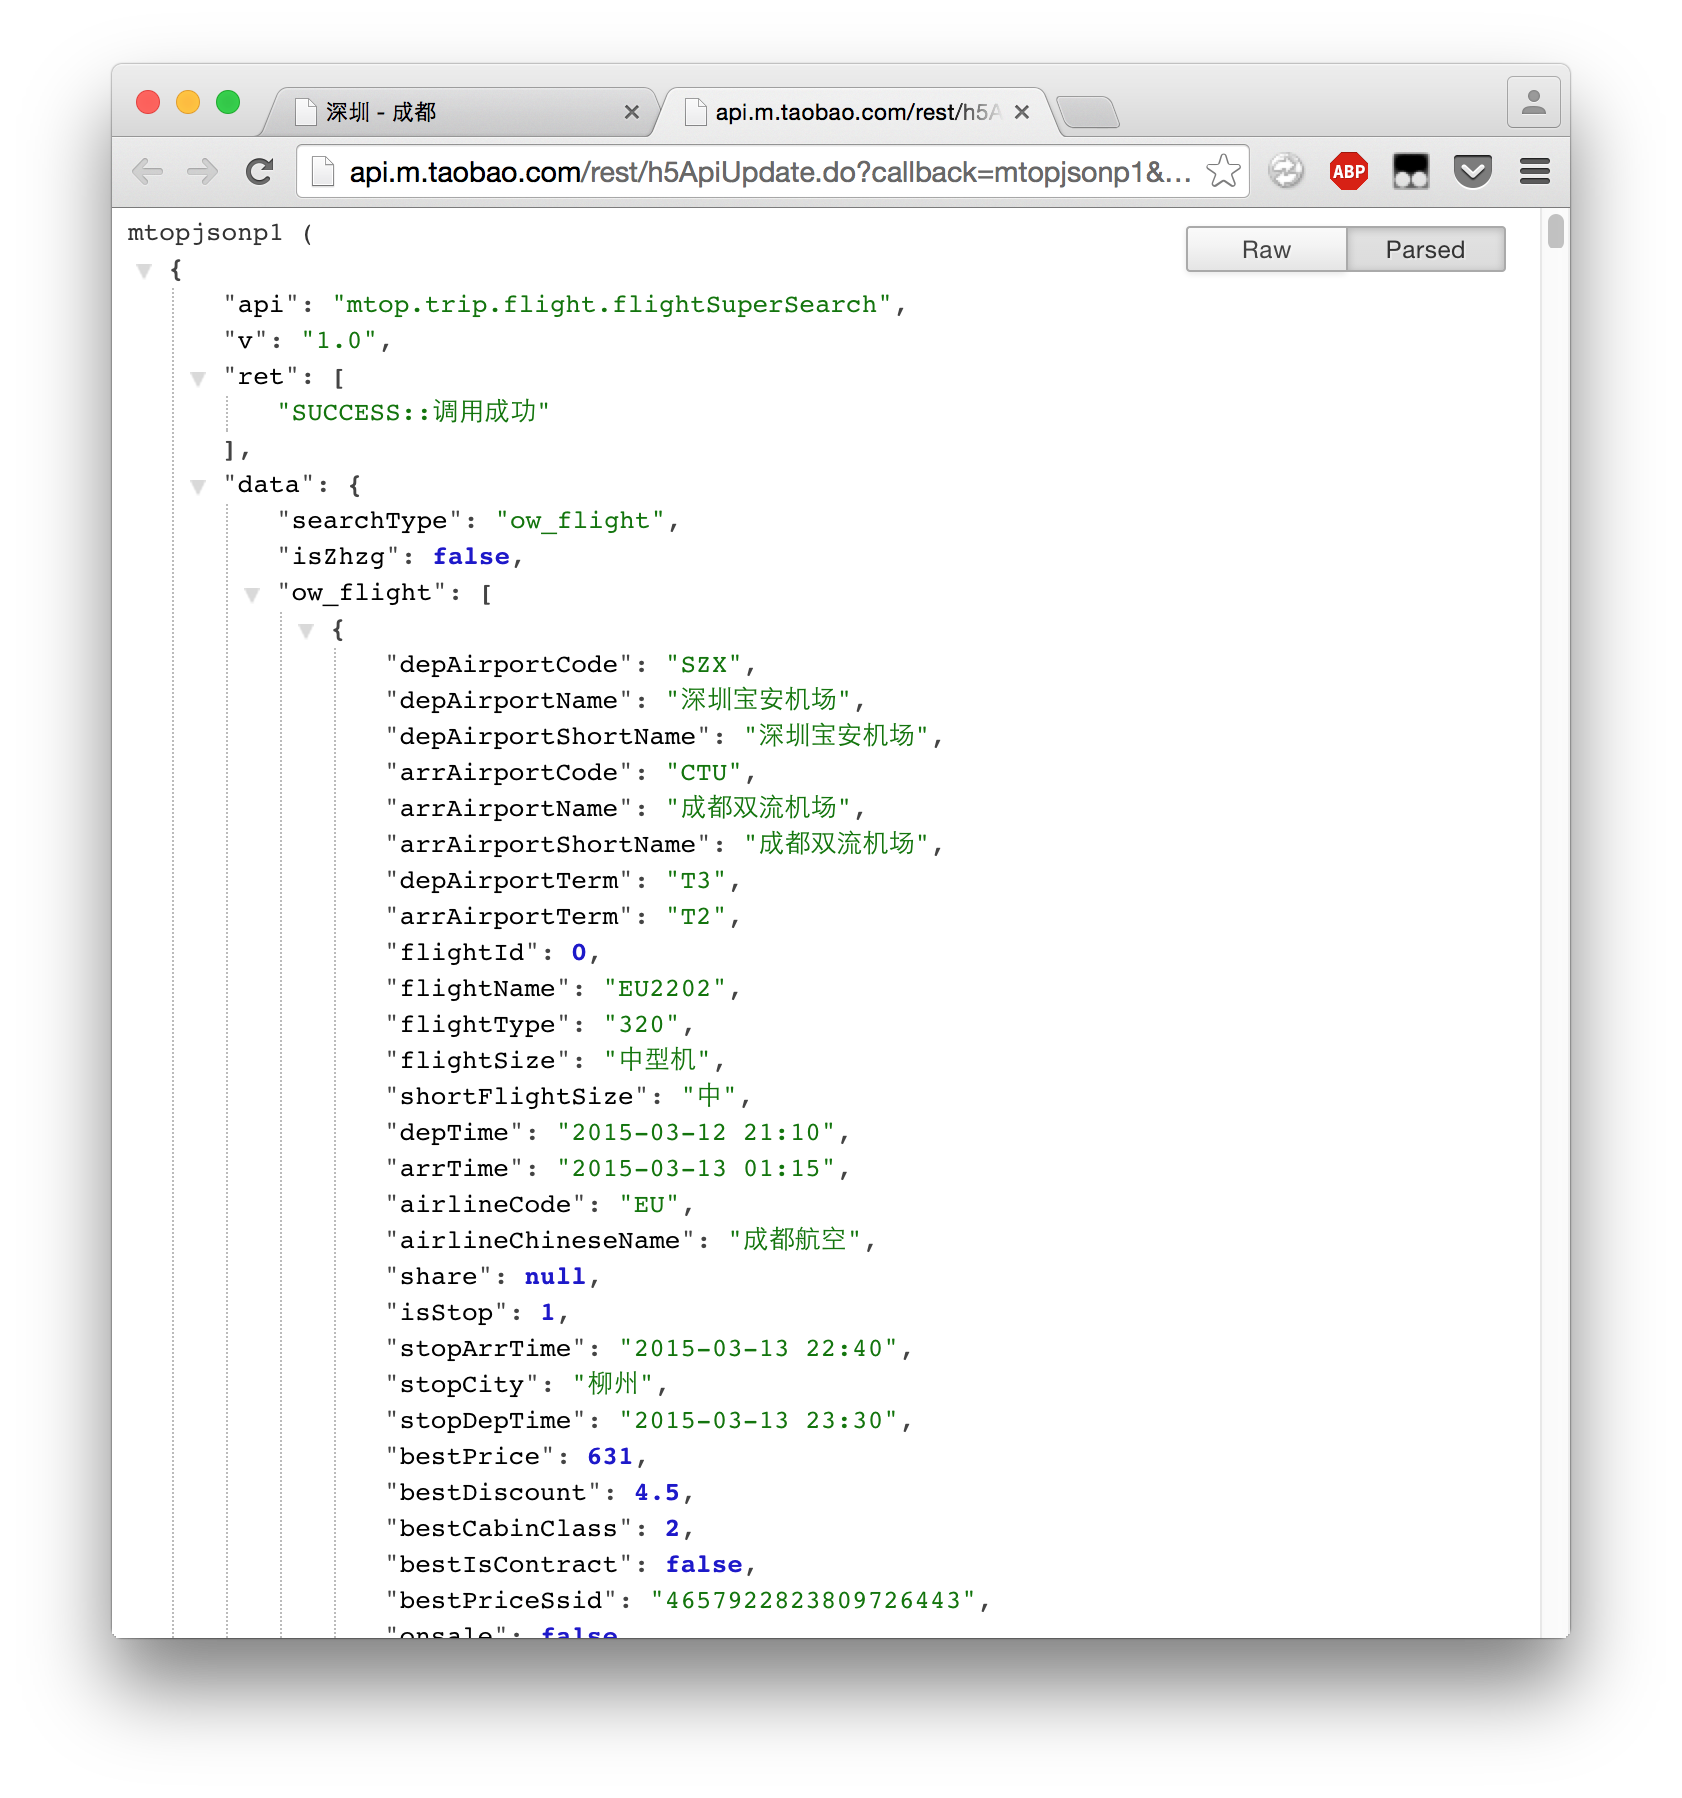 深圳 - 成都
api.m.taobao.com/rest/h5A
api.m.taobao.com/rest/h5ApiUpdate.do?callback=mtopjsonp1&...
ABP
Raw
Parsed
mtopjsonp1 (
{
"api": "mtop.trip.flight.flightSuperSearch",
"v": "1.0",
"ret": [
"SUCCESS::调用成功"
],
"data": {
"searchType": "ow_flight",
"isZhzg": false,
"ow_flight": [
{
"depAirportCode": "SZX",
"depAirportName": "深圳宝安机场",
"depAirportShortName": "深圳宝安机场",
"arrAirportCode": "CTU",
"arrAirportName": "成都双流机场",
"arrAirportShortName": "成都双流机场",
"depAirportTerm": "T3",
"arrAirportTerm": "T2",
"flightId": 0,
"flightName": "EU2202",
"flightType": "320",
"flightSize": "中型机",
"shortFlightSize": "中",
"depTime": "2015-03-12 21:10",
"arrTime": "2015-03-13 01:15",
"airlineCode": "EU",
"airlineChineseName": "成都航空",
"share": null,
"isStop": 1,
"stopArrTime": "2015-03-13 22:40",
"stopCity": "柳州",
"stopDepTime": "2015-03-13 23:30",
"bestPrice": 631,
"bestDiscount": 4.5,
"bestCabinClass": 2,
"bestIsContract": false,
"bestPriceSsid": "4657922823809726443",
"onsale": false